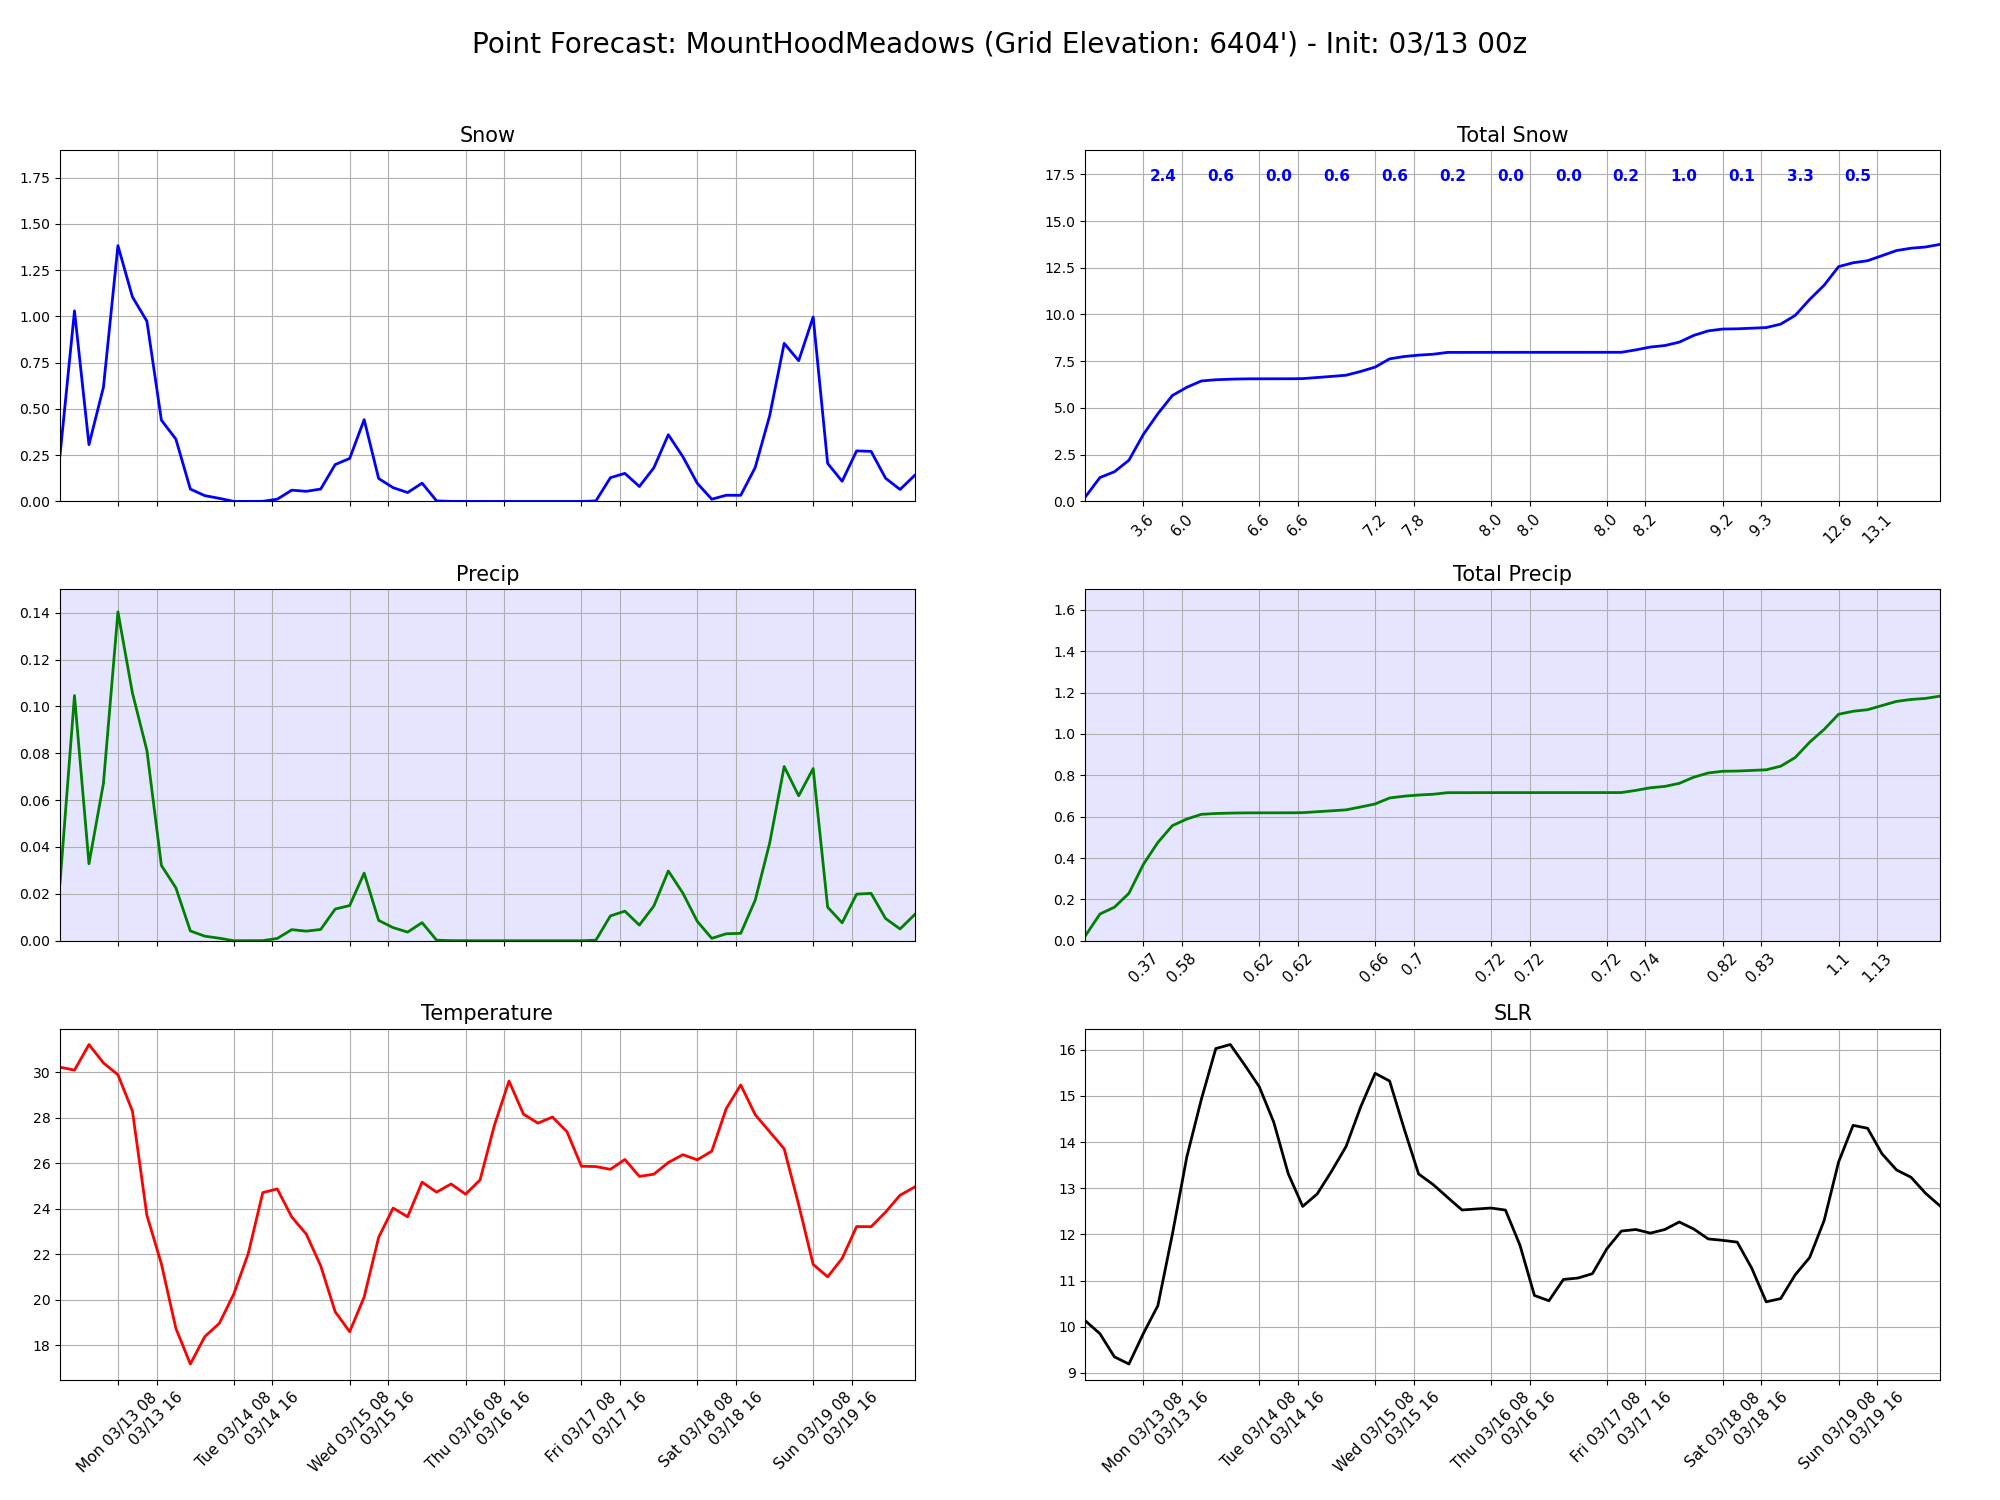 Point Forecast: MountHoodMeadows (Grid Elevation: 6404') - Init: 03/13 00z
Snow
1.75
1.50
1.25
1.00
0.75
0.50
0.25
0.00
Total Snow
17.5
15.0
12.5
10.0
7.5
5.0
2.5
0.0
2.4 0.6 0.0 0.6 0.6 0.2 0.0 0.0 0.2 1.0 0.1 3.3 0.5
3.6 6.0 6.6 6.6 7.2 7.8 8.0 8.0 8.0 8.2 9.2 9.3 12.6 13.1
Precip
0.14
0.12
0.10
0.08
0.06
0.04
0.02
0.00
Total Precip
1.6
1.4
1.2
1.0
0.8
0.6
0.4
0.2
0.0
0.37 0.58 0.62 0.62 0.66 0.7 0.72 0.72 0.72 0.74 0.82 0.83 1.1 1.13
Temperature
30
28
26
24
22
20
18
Mon 03/13 08
03/13 16
Tue 03/14 08
03/14 16
Wed 03/15 08
03/15 16
Thu 03/16 08
03/16 16
Fri 03/17 08
03/17 16
Sat 03/18 08
03/18 16
Sun 03/19 08
03/19 16
SLR
16
15
14
13
12
11
10
9
Mon 03/13 08
03/13 16
Tue 03/14 08
03/14 16
Wed 03/15 08
03/15 16
Thu 03/16 08
03/16 16
Fri 03/17 08
03/17 16
Sat 03/18 08
03/18 16
Sun 03/19 08
03/19 16